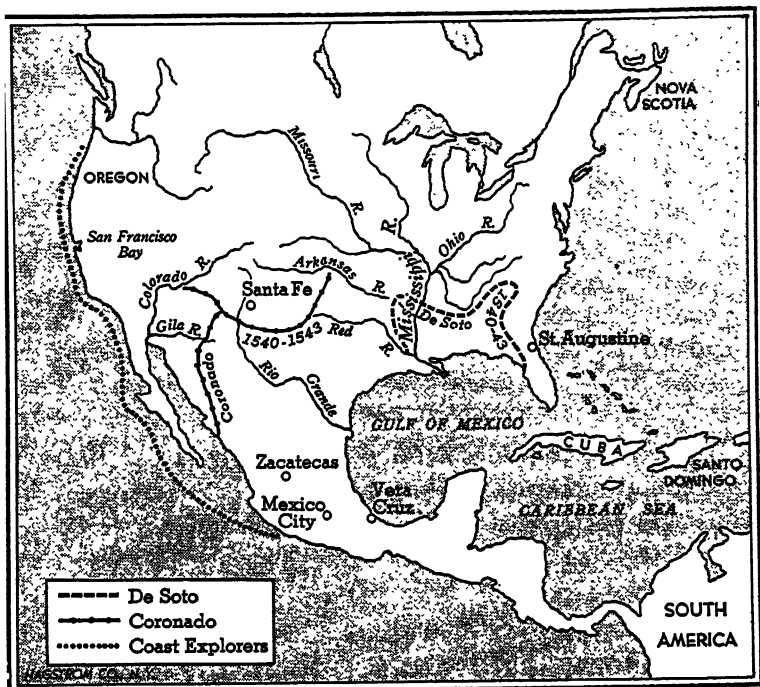 NOVA
SCOTIA
Missouri
R.
R.
OREGON
Ohio R.
San Francisco
Bay
Mississippi
Colorado R.
Arkansas
R.
Santa Fe
De Soto
1540-43
Gila R.
1540-1543
Red
R.
St. Augustine
Coronado
Rio
Grande
GULF OF MEXICO
CUBA
Zacatecas
SANTO
DOMINGO
Mexico
City
Vera
Cruz
CARIBBEAN SEA
De Soto
Coronado
Coast Explorers
SOUTH
AMERICA
HAGSTROM CO., N.Y.